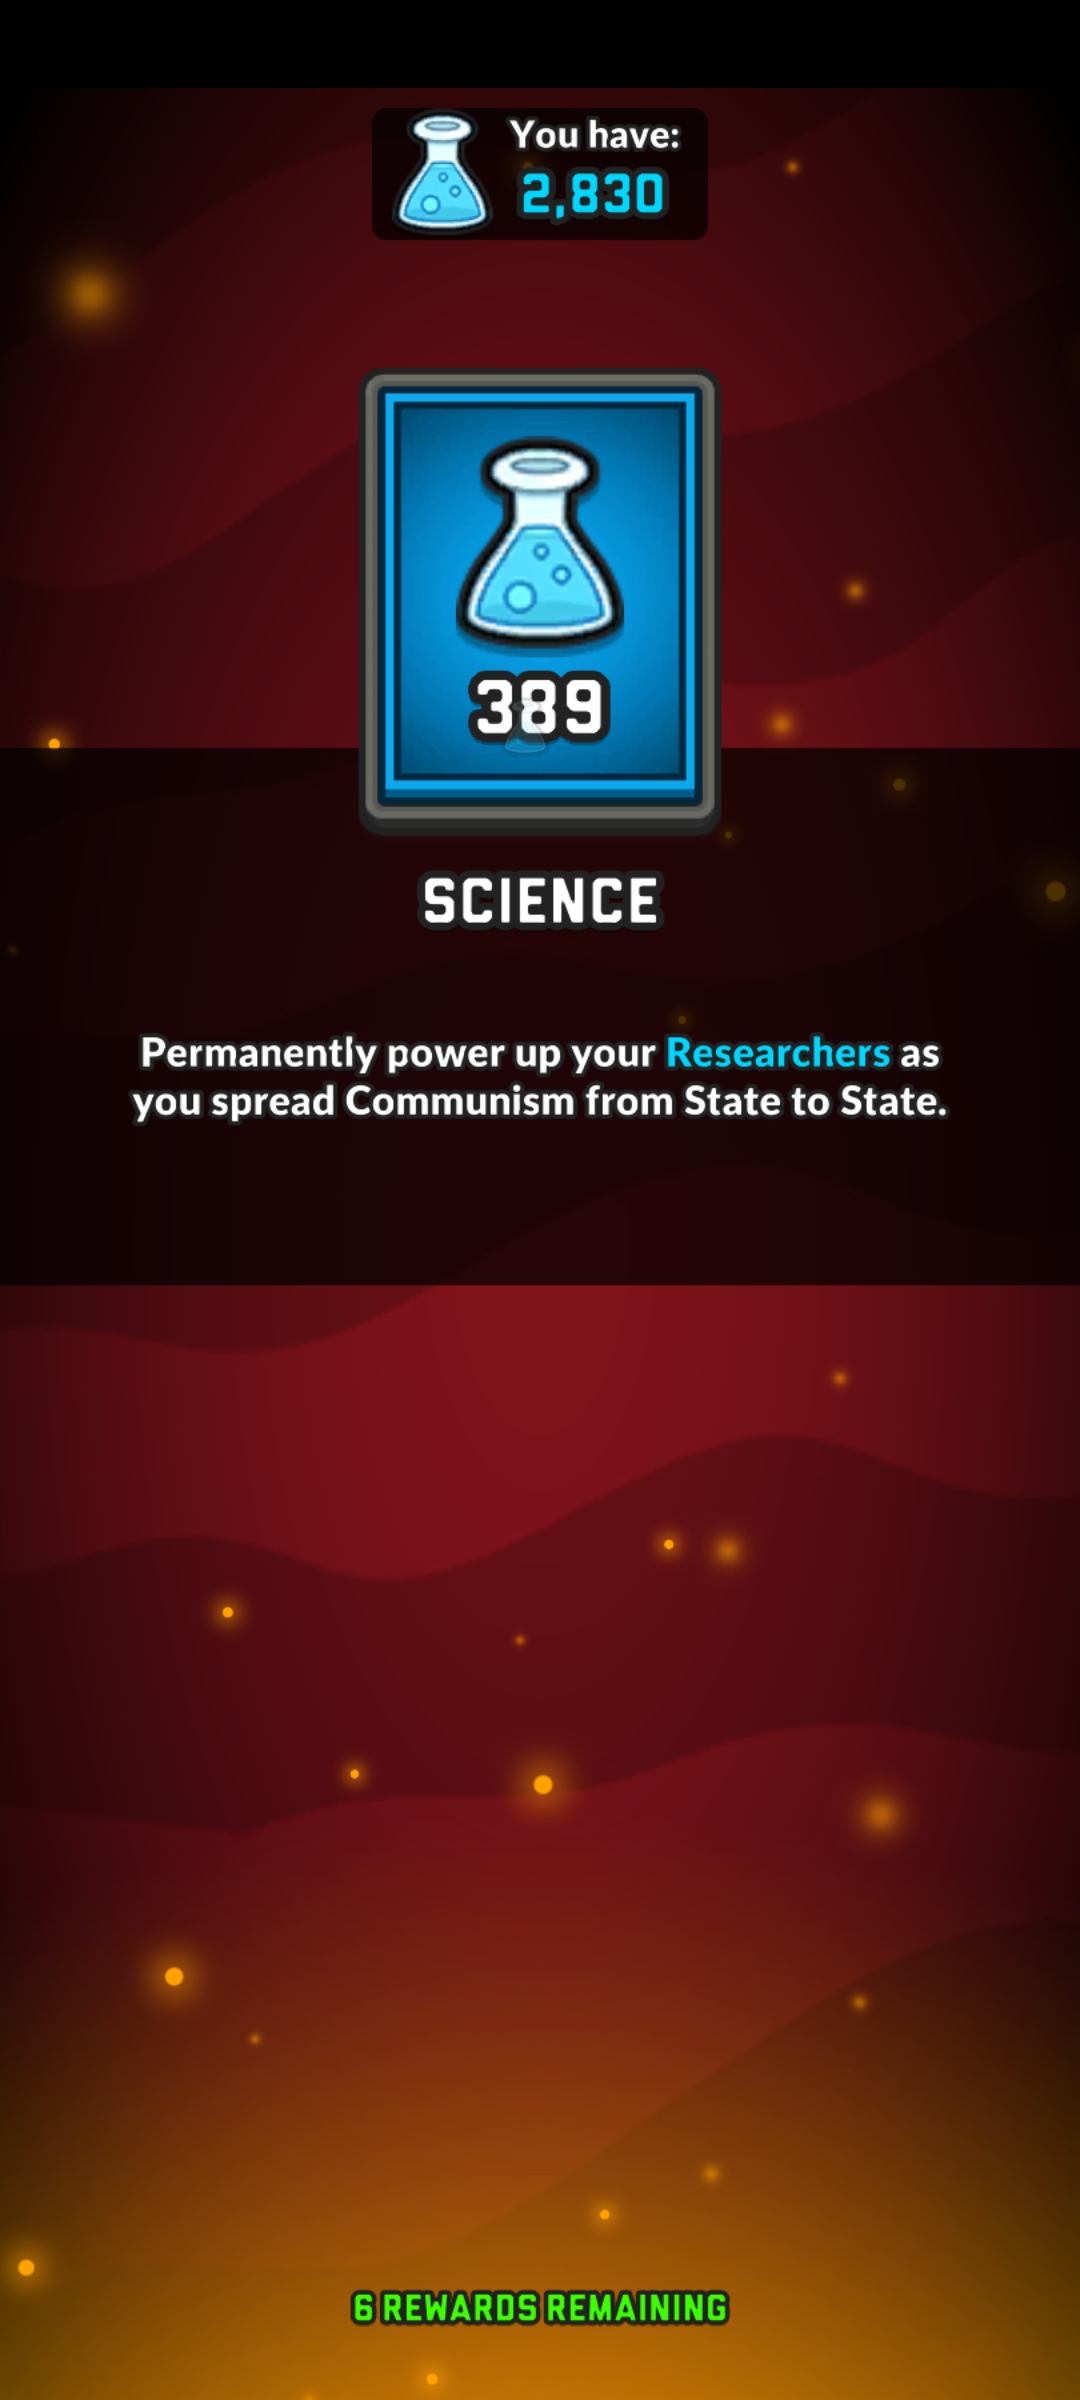 You have:
2,830
389
SCIENCE
Permanently power up your Researchers as
you spread Communism from State to State.
6 REWARDS REMAINING